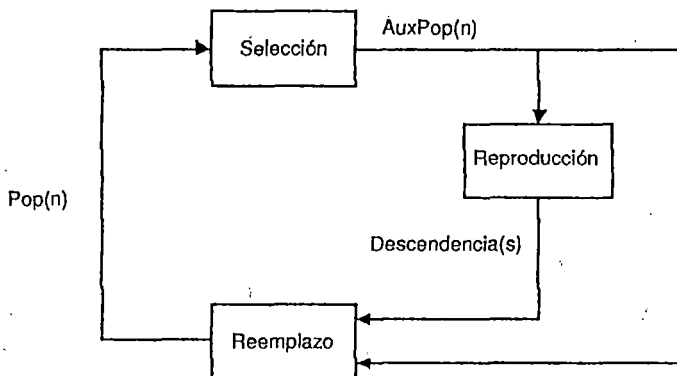 AuxPop(n)
Selección
Reproducción
Pop(n)
Descendencia(s)
Reemplazo